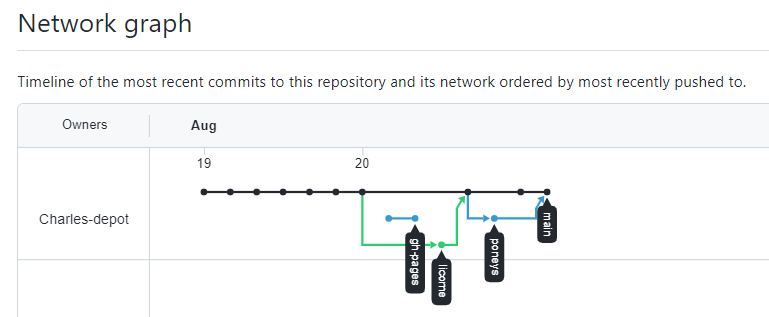 Network graph
Timeline of the most recent commits to this repository and its network ordered by most recently pushed to.
Owners Aug
19 20
Charles-depot
main
gh-pages
poneys
licorne